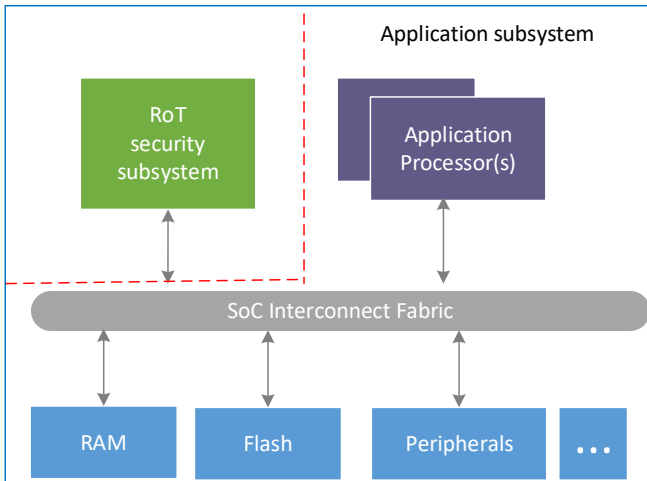 Application subsystem
RoT
security
subsystem
Application
Processor(s)
SoC Interconnect Fabric
RAM
Flash
Peripherals
...